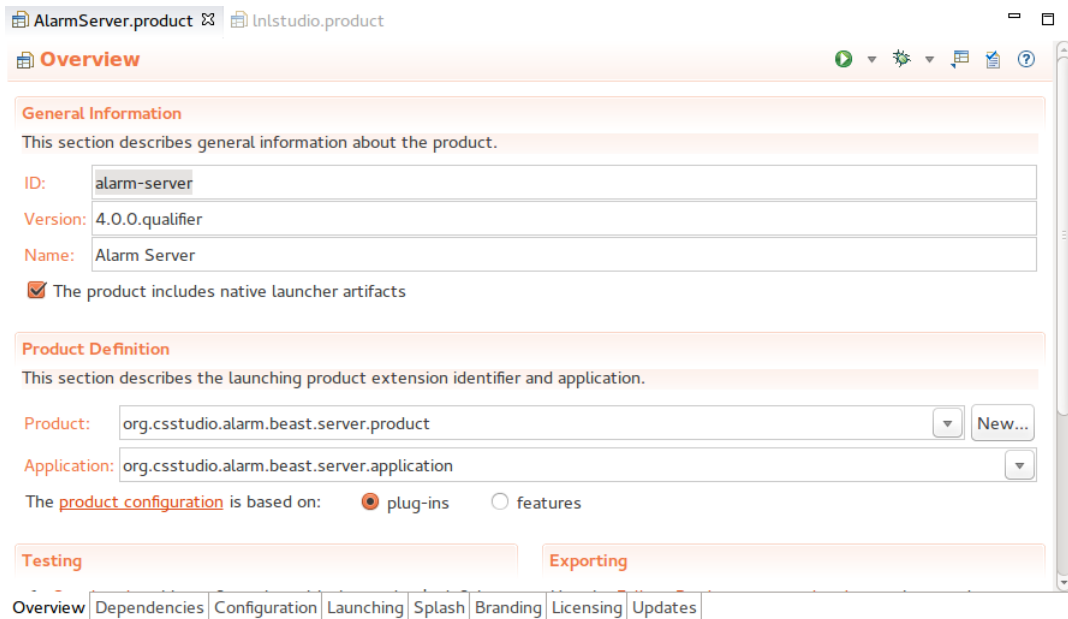 AlarmServer.product lnlstudio.product
Overview
General Information
This section describes general information about the product.
ID: alarm-server
Version: 4.0.0.qualifier
Name: Alarm Server
The product includes native launcher artifacts
Product Definition
This section describes the launching product extension identifier and application.
Product: org.csstudio.alarm.beast.server.product New...
Application: org.csstudio.alarm.beast.server.application
The product configuration is based on: plug-ins features
Testing Exporting
Overview Dependencies Configuration Launching Splash Branding Licensing Updates